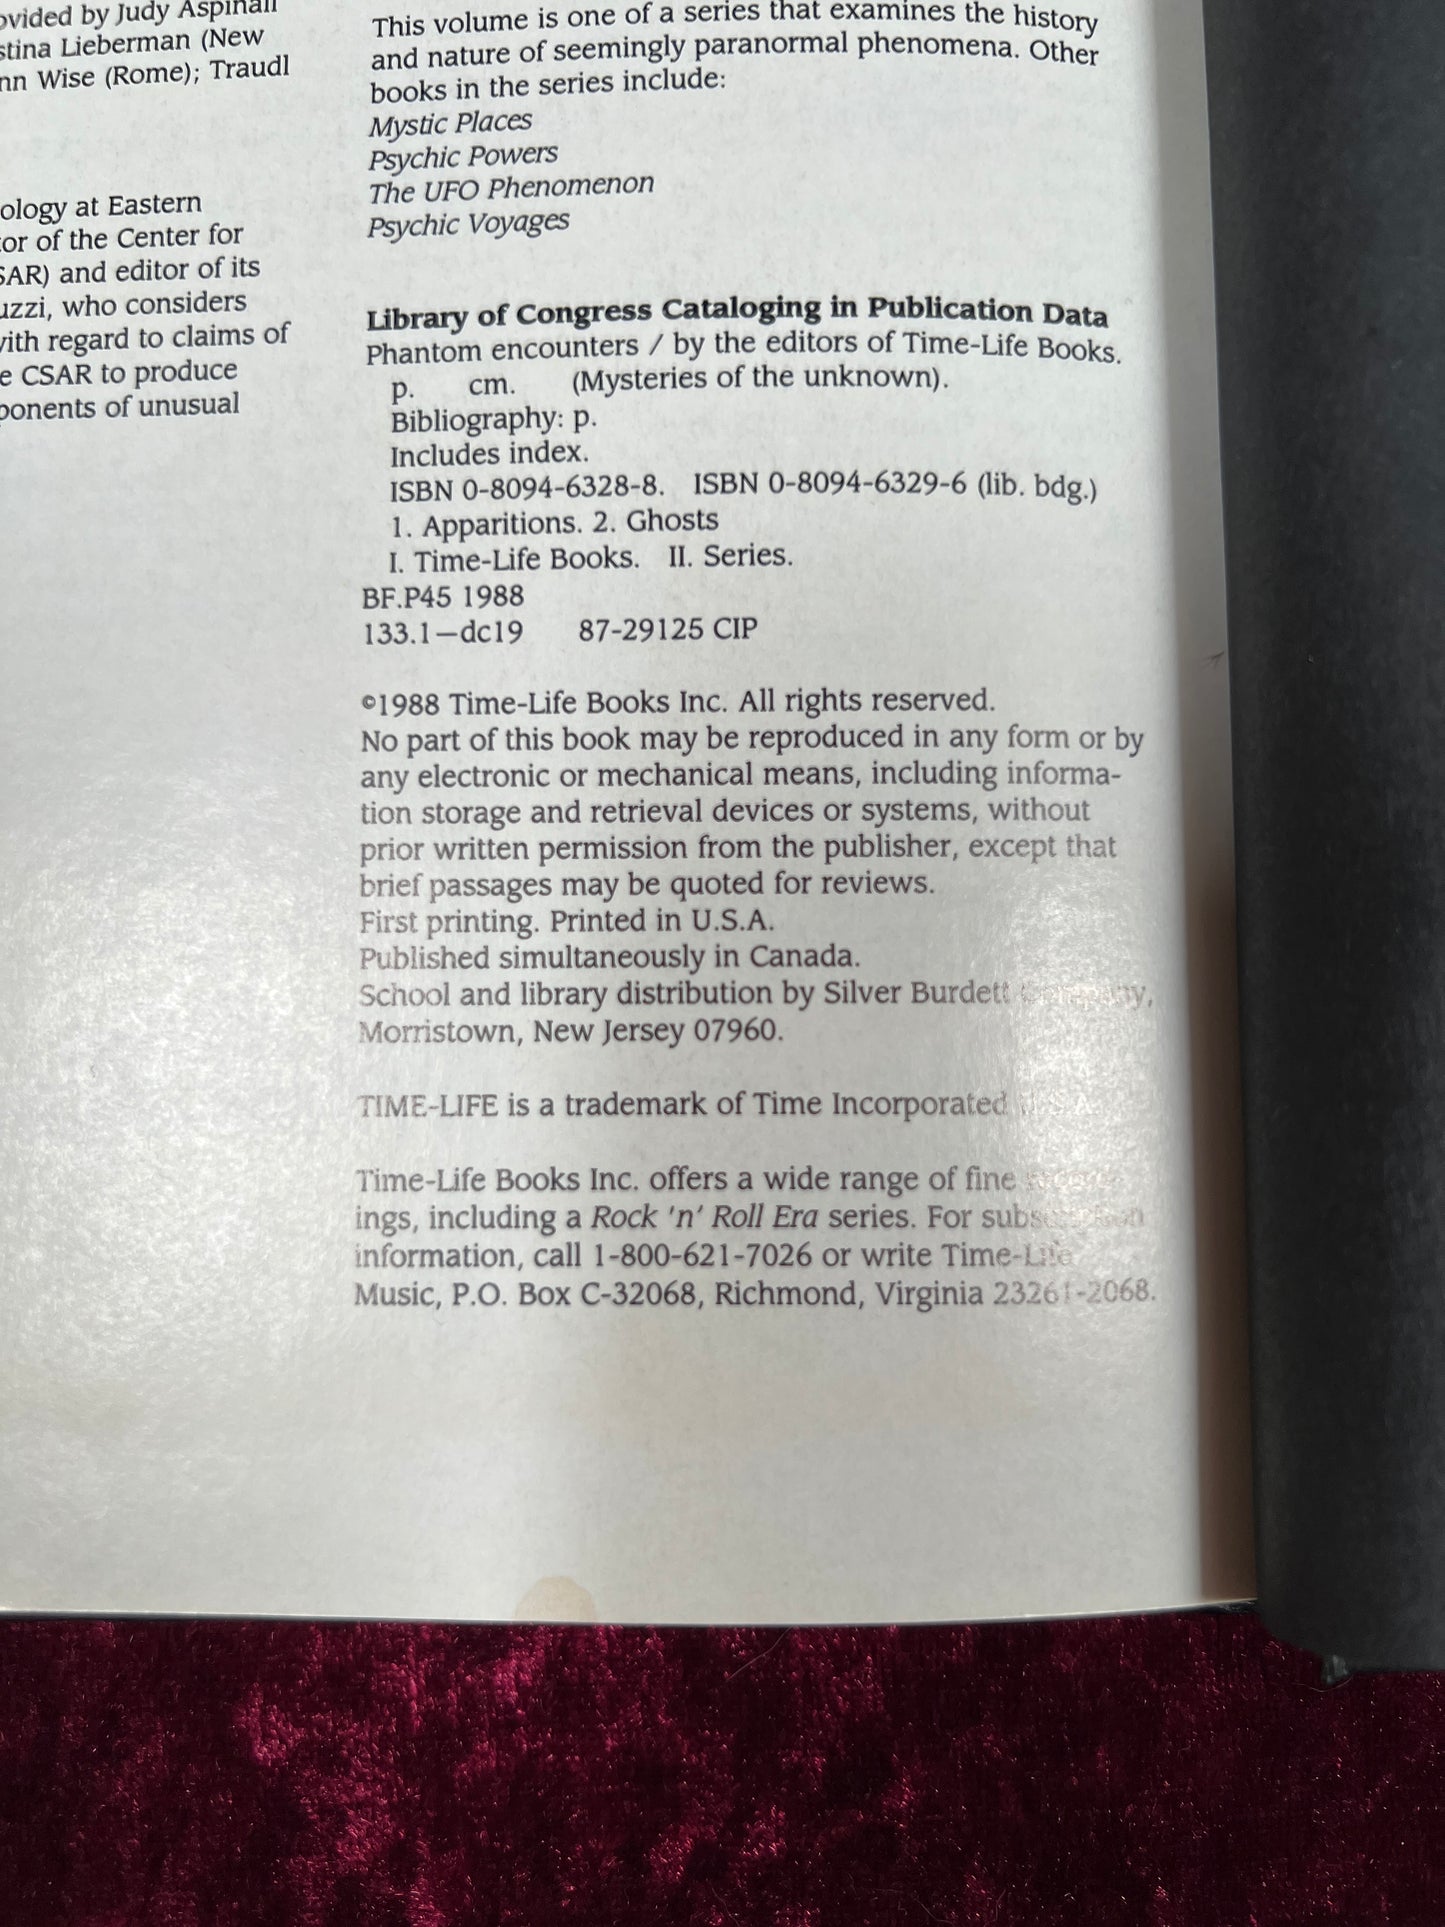 ovided by Judy Aspinall
stina Lieberman (New
nn Wise (Rome); Traudl
ology at Eastern
tor of the Center for
SAR) and editor of its
uzzi, who considers
with regard to claims of
e CSAR to produce
ponents of unusual
This volume is one of a series that examines the history
and nature of seemingly paranormal phenomena. Other
books in the series include:
Mystic Places
Psychic Powers
The UFO Phenomenon
Psychic Voyages
Library of Congress Cataloging in Publication Data
Phantom encounters / by the editors of Time-Life Books.
p. cm. (Mysteries of the unknown).
Bibliography: p.
Includes index.
ISBN 0-8094-6328-8. ISBN 0-8094-6329-6 (lib. bdg.)
1. Apparitions. 2. Ghosts
I. Time-Life Books. II. Series.
BF.P45 1988
133.1—dc19 87-29125 CIP
©1988 Time-Life Books Inc. All rights reserved.
No part of this book may be reproduced in any form or by
any electronic or mechanical means, including informa-
tion storage and retrieval devices or systems, without
prior written permission from the publisher, except that
brief passages may be quoted for reviews.
First printing. Printed in U.S.A.
Published simultaneously in Canada.
School and library distribution by Silver Burdett Company,
Morristown, New Jersey 07960.
TIME-LIFE is a trademark of Time Incorporated U.S.A.
Time-Life Books Inc. offers a wide range of fine record-
ings, including a Rock 'n' Roll Era series. For subscription
information, call 1-800-621-7026 or write Time-Life
Music, P.O. Box C-32068, Richmond, Virginia 23261-2068.